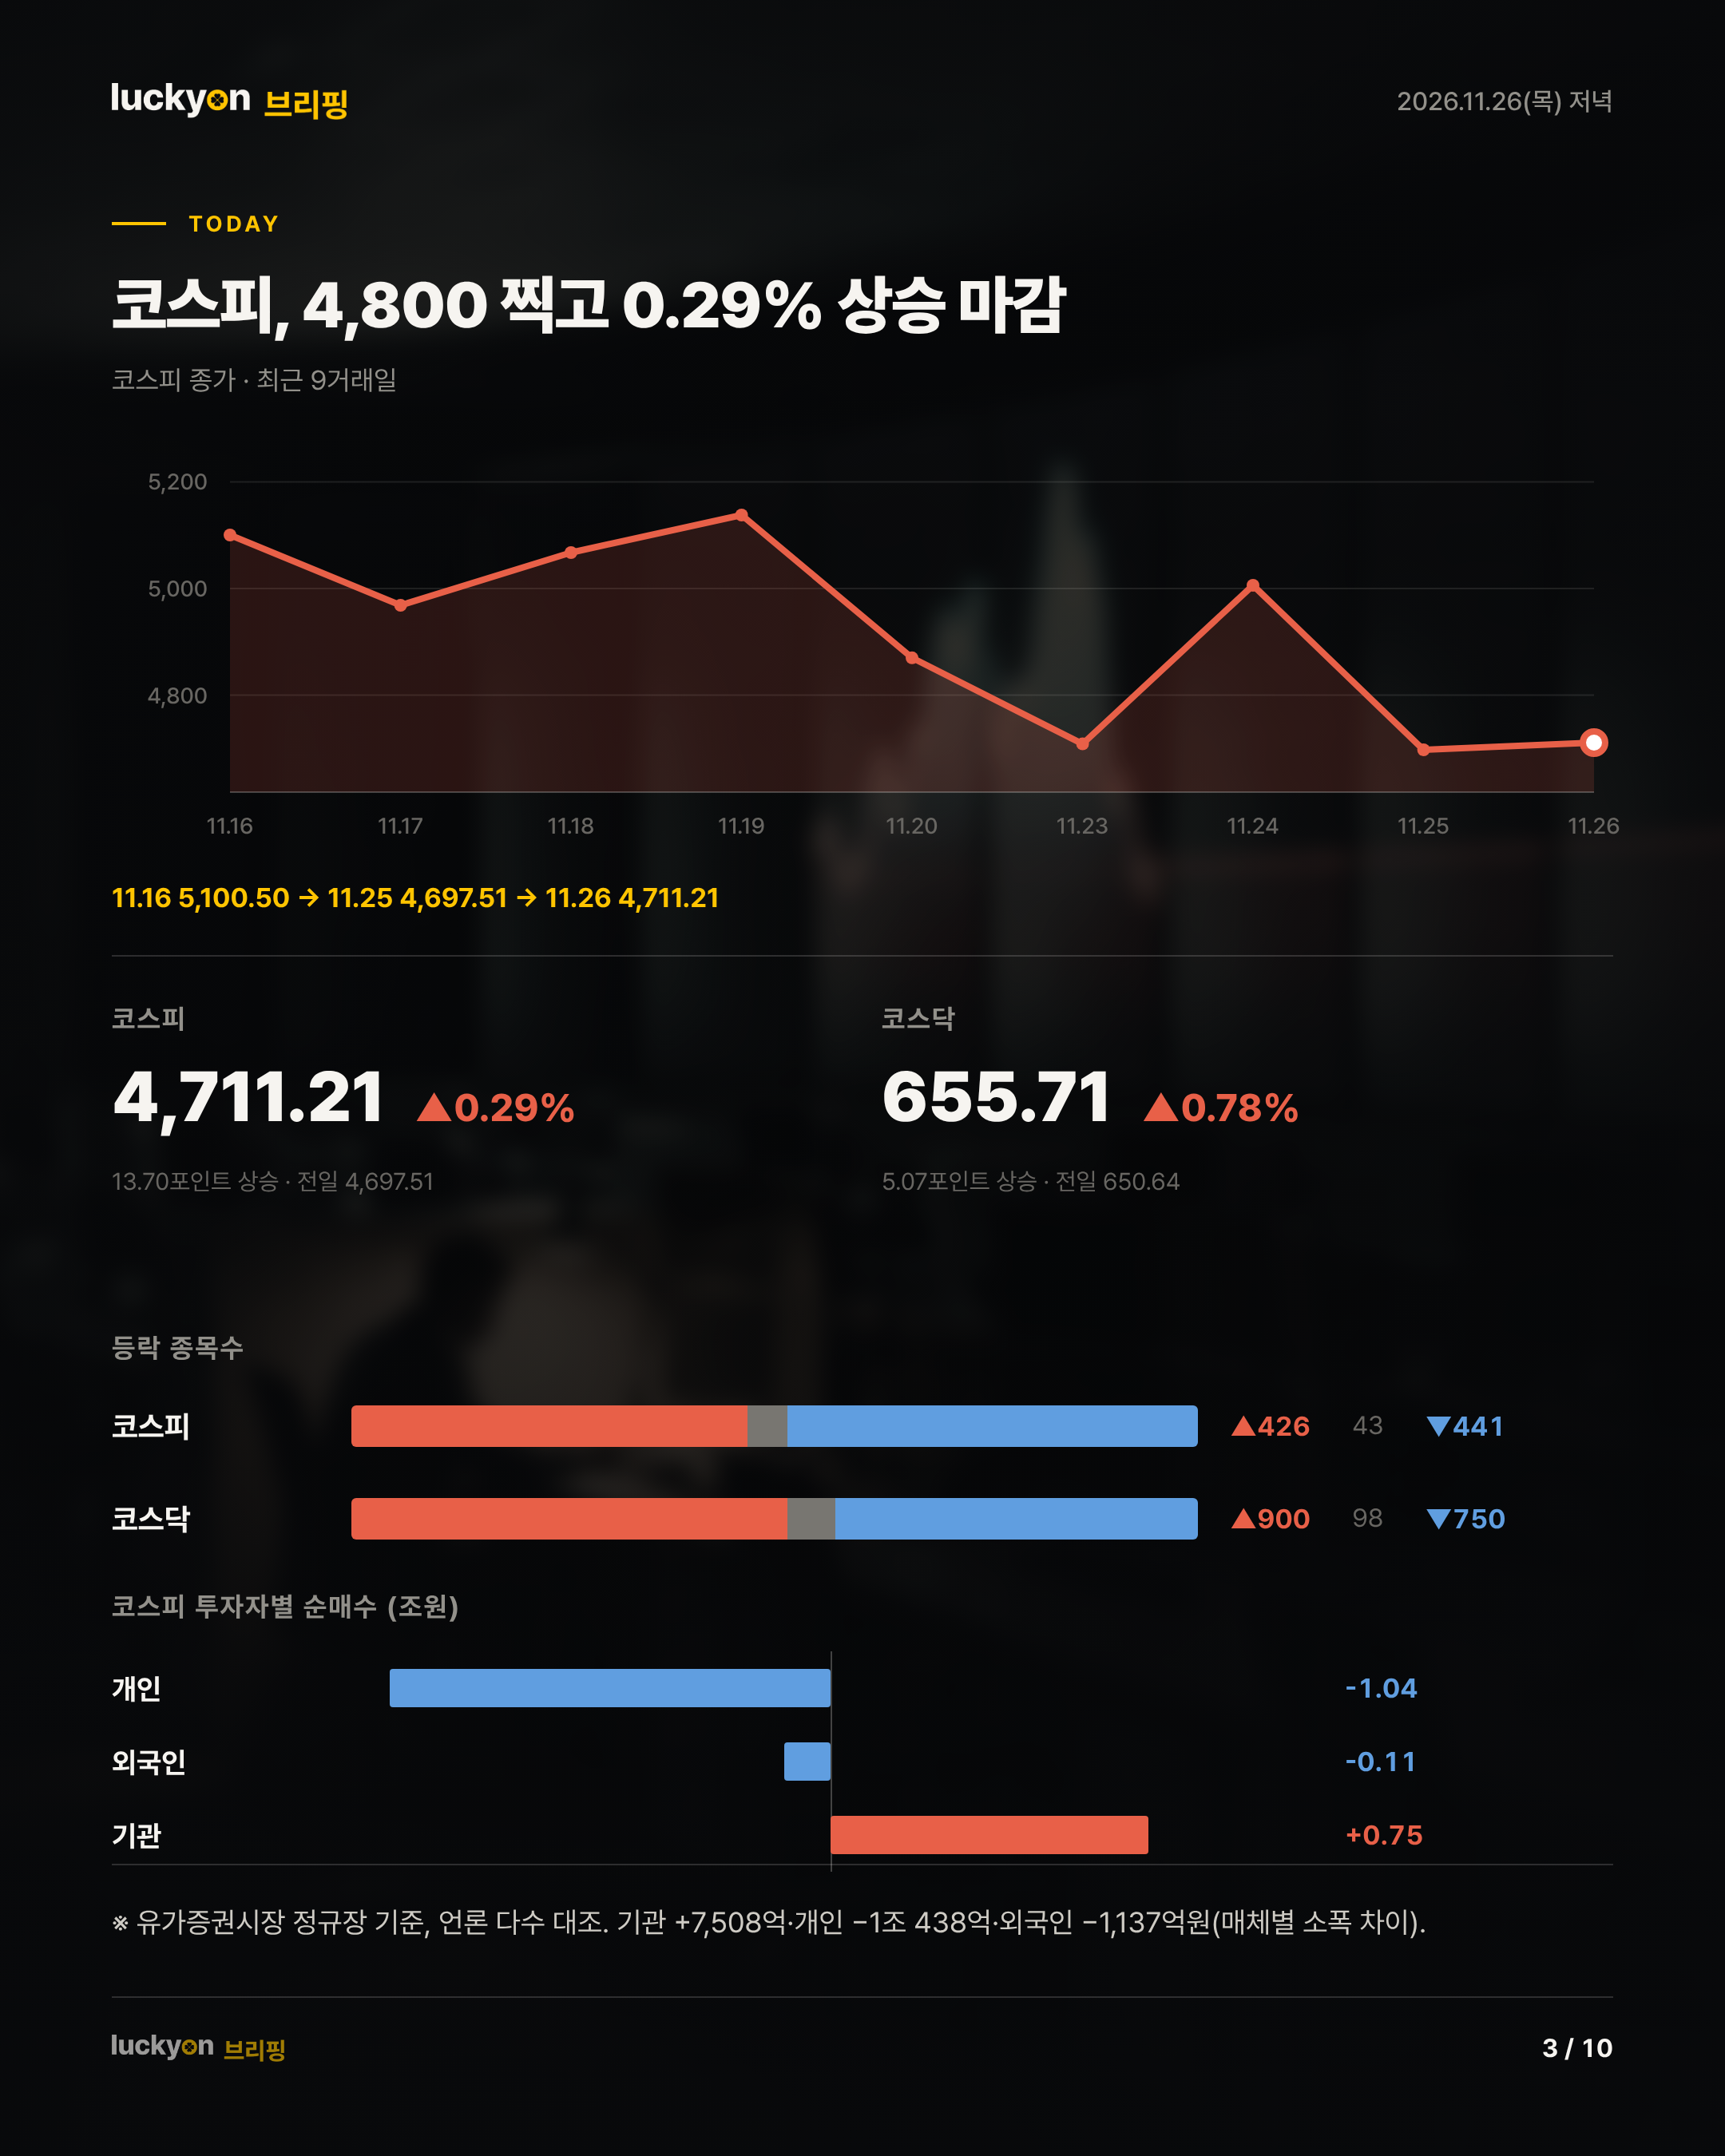 luckyon 브리핑
2026.11.26(목) 저녁
TODAY
코스피, 4,800 찍고 0.29% 상승 마감
코스피 종가 · 최근 9거래일
5,200
5,000
4,800
11.16 11.17 11.18 11.19 11.20 11.23 11.24 11.25 11.26
11.16 5,100.50 → 11.25 4,697.51 → 11.26 4,711.21
코스피
4,711.21 ▲0.29%
13.70포인트 상승 · 전일 4,697.51
코스닥
655.71 ▲0.78%
5.07포인트 상승 · 전일 650.64
등락 종목수
코스피 ▲426 43 ▼441
코스닥 ▲900 98 ▼750
코스피 투자자별 순매수 (조원)
개인 -1.04
외국인 -0.11
기관 +0.75
※ 유가증권시장 정규장 기준, 언론 다수 대조. 기관 +7,508억·개인 −1조 438억·외국인 −1,137억원(매체별 소폭 차이).
luckyon 브리핑
3 / 10